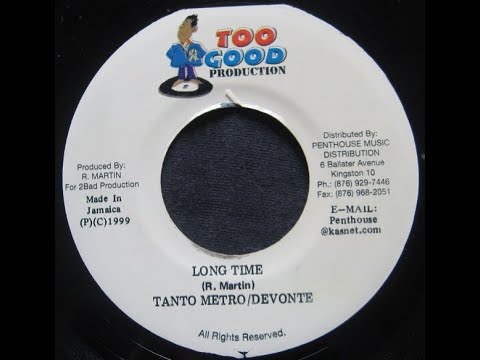 TOO
GOOD
PRODUCTION
Produced By:
R. MARTIN
For 2Bad Production
Made In
Jamaica
(P)(C)1999
Distributed By:
PENTHOUSE MUSIC
DISTRIBUTION
6 Ballater Avenue
Kingston 10
Ph.: (876) 929-7446
Fax: (876) 968-2051
E-MAIL:
Penthouse
@kasnet.com
LONG TIME
(R. Martin)
TANTO METRO/DEVONTE
All Rights Reserved.